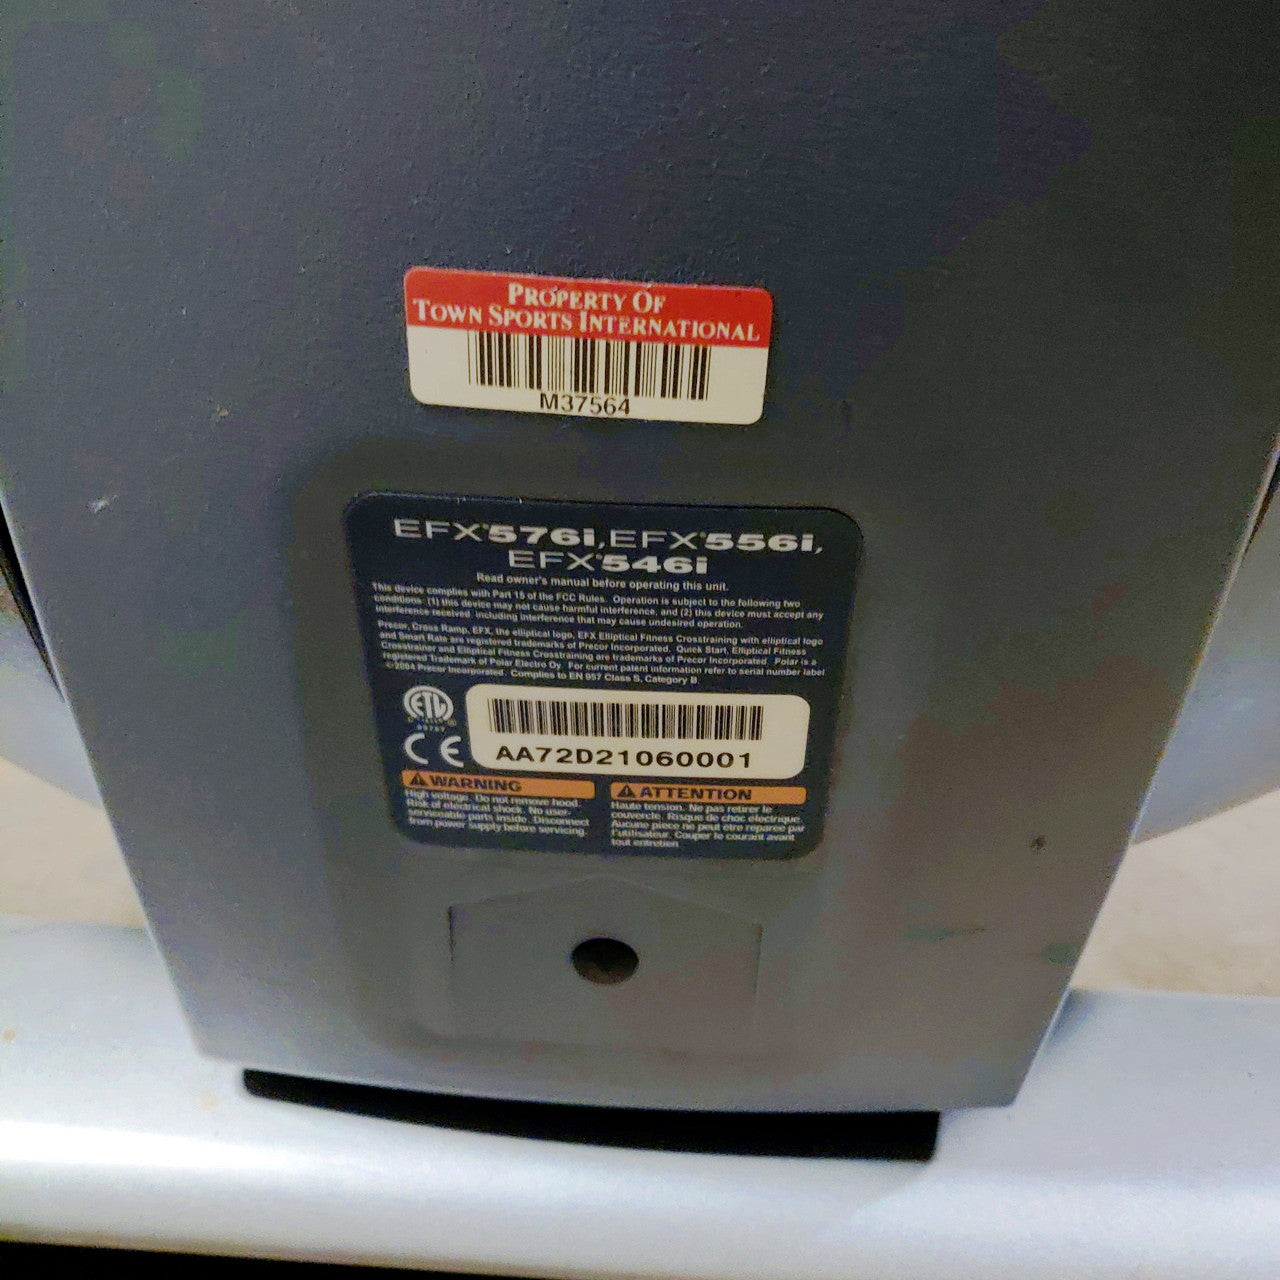 PROPERTY OF
TOWN SPORTS INTERNATIONAL
M37564
EFX®576i, EFX®556i,
EFX®546i
Read owner's manual before operating this unit.
This device complies with Part 15 of the FCC Rules. Operation is subject to the following two
conditions: (1) this device may not cause harmful interference, and (2) this device must accept any
interference received, including interference that may cause undesired operation.
Precor, Cross Ramp, EFX, the elliptical logo, EFX Elliptical Fitness Crosstraining with elliptical logo
and Smart Rate are registered trademarks of Precor Incorporated. Quick Start, Elliptical Fitness
Crosstrainer and Elliptical Fitness Crosstraining are trademarks of Precor Incorporated. Polar is a
registered Trademark of Polar Electro Oy. For current patent information refer to serial number label.
©2004 Precor Incorporated. Complies to EN 957 Class S, Category B.
ETL
CE
AA72D21060001
WARNING
High voltage. Do not remove hood.
Risk of electrical shock. No user-
serviceable parts inside. Disconnect
from power supply before servicing.
ATTENTION
Haute tension. Ne pas retirer le
couvercle. Risque de choc electrique.
Aucune piece ne peut etre reparee par
l'utilisateur. Couper le courant avant
tout entretien